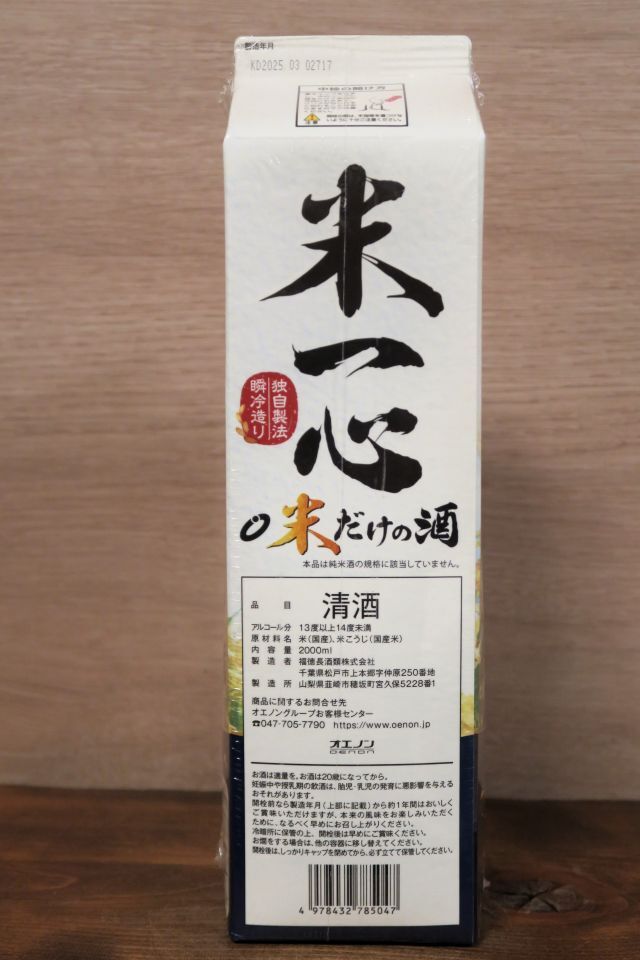 製造年月
KD2025 03 02717
米一心
独自製法
瞬冷造り
米だけの酒
本品は純米酒の規格に該当していません。
品目 清酒
アルコール分 13度以上14度未満
原材料名 米(国産)、米こうじ(国産米)
内容量 2000ml
製造者 福徳長酒類株式会社
千葉県松戸市上本郷字仲原250番地
製造所 山梨県韮崎市穂坂町宮久保5228番1
商品に関するお問合せ先
オエノングループお客様センター
☎047-705-7790 https://www.oenon.jp
オエノン
OENON
お酒は適量を。お酒は20歳になってから。
妊娠中や授乳期の飲酒は、胎児・乳児の発育に悪影響を与える
おそれがあります。
開栓前なら製造年月(上部に記載)から約1年間はおいしく
ご賞味いただけますが、本来の風味をお楽しみいただく
ために、なるべく早めにお召し上がりください。
冷暗所に保管の上、開栓後は早めにご賞味ください。
お燗をする場合は、他の容器に移し替えてください。
開栓後は、しっかりキャップを閉めてから、必ず立てて保管してください。
4 978432 785047